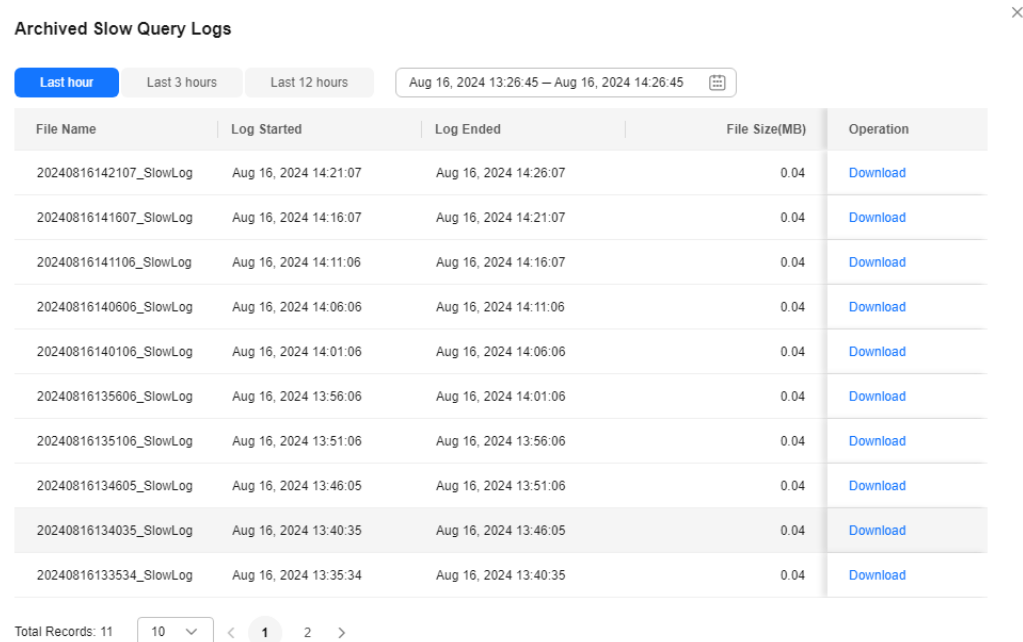 Archived Slow Query Logs
Last hour Last 3 hours Last 12 hours Aug 16, 2024 13:26:45 — Aug 16, 2024 14:26:45
File Name Log Started Log Ended File Size(MB) Operation
20240816142107_SlowLog Aug 16, 2024 14:21:07 Aug 16, 2024 14:26:07 0.04 Download
20240816141607_SlowLog Aug 16, 2024 14:16:07 Aug 16, 2024 14:21:07 0.04 Download
20240816141106_SlowLog Aug 16, 2024 14:11:06 Aug 16, 2024 14:16:07 0.04 Download
20240816140606_SlowLog Aug 16, 2024 14:06:06 Aug 16, 2024 14:11:06 0.04 Download
20240816140106_SlowLog Aug 16, 2024 14:01:06 Aug 16, 2024 14:06:06 0.04 Download
20240816135606_SlowLog Aug 16, 2024 13:56:06 Aug 16, 2024 14:01:06 0.04 Download
20240816135106_SlowLog Aug 16, 2024 13:51:06 Aug 16, 2024 13:56:06 0.04 Download
20240816134605_SlowLog Aug 16, 2024 13:46:05 Aug 16, 2024 13:51:06 0.04 Download
20240816134035_SlowLog Aug 16, 2024 13:40:35 Aug 16, 2024 13:46:05 0.04 Download
20240816133534_SlowLog Aug 16, 2024 13:35:34 Aug 16, 2024 13:40:35 0.04 Download
Total Records: 11 10 1 2